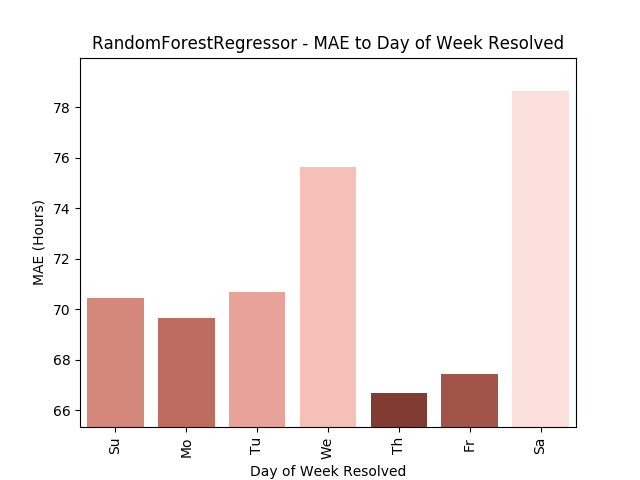 RandomForestRegressor - MAE to Day of Week Resolved
MAE (Hours)
78
76
74
72
70
68
66
Su
Mo
Tu
We
Th
Fr
Sa
Day of Week Resolved